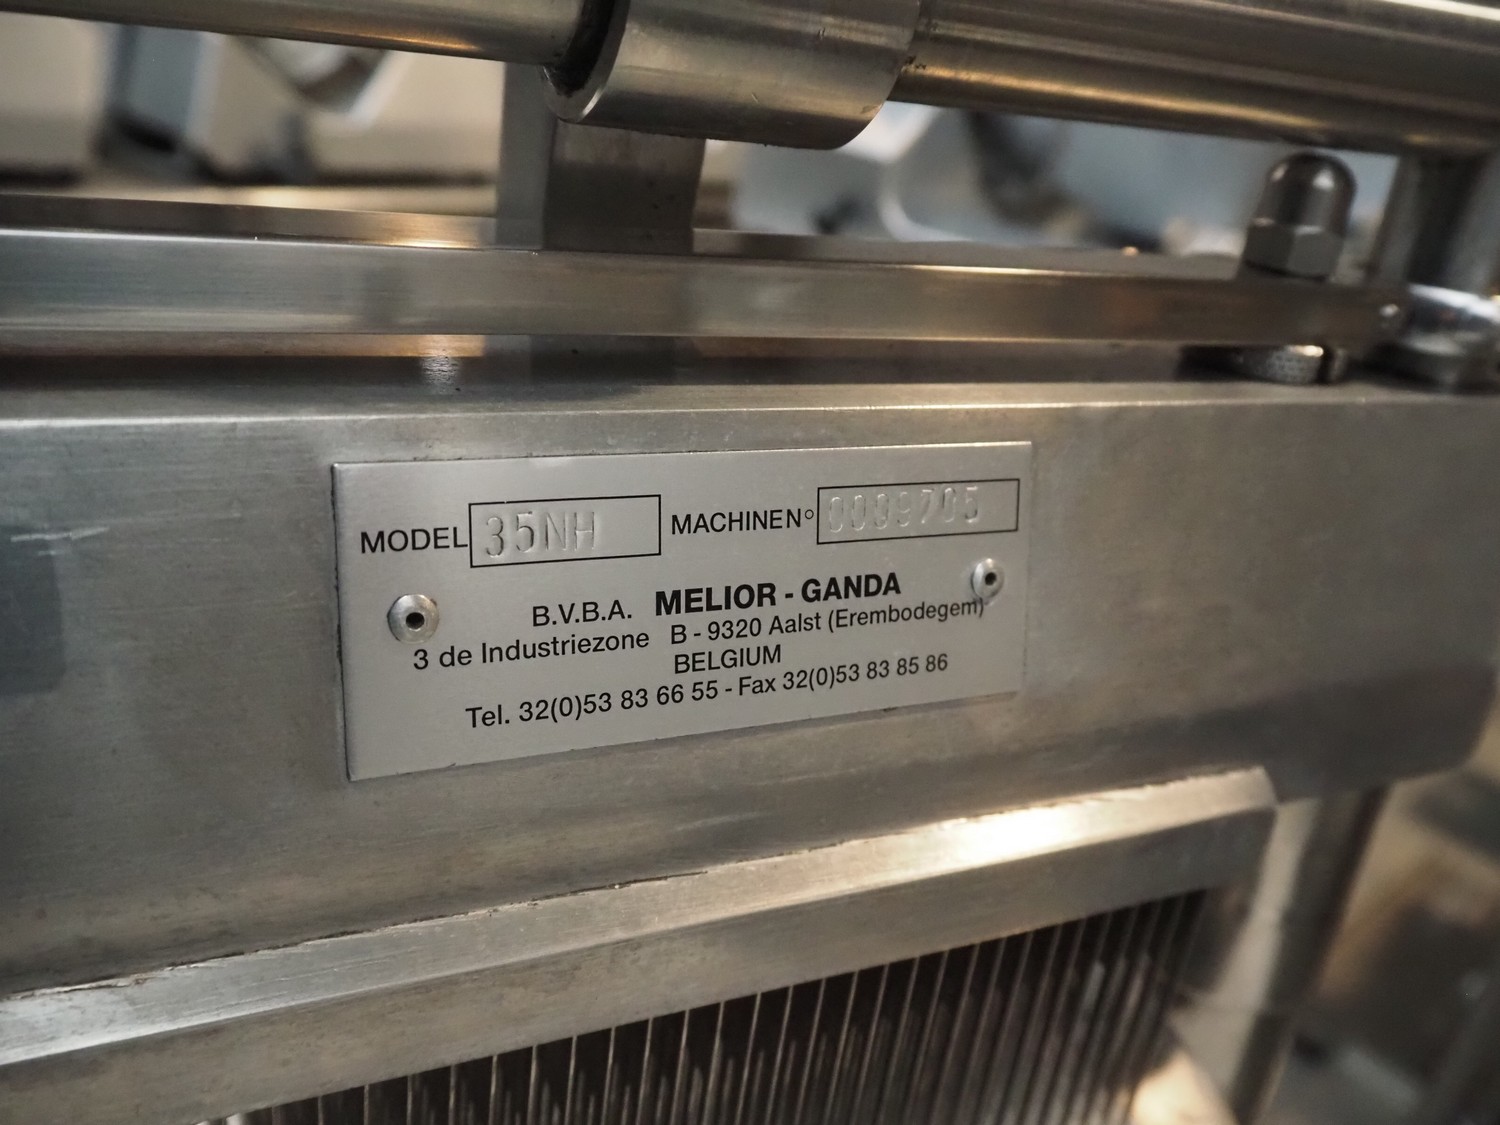 MODEL 35NH MACHINEN° 0009705
B.V.B.A. MELIOR - GANDA
3 de Industriezone B - 9320 Aalst (Erembodegem)
BELGIUM
Tel. 32(0)53 83 66 55 - Fax 32(0)53 83 85 86